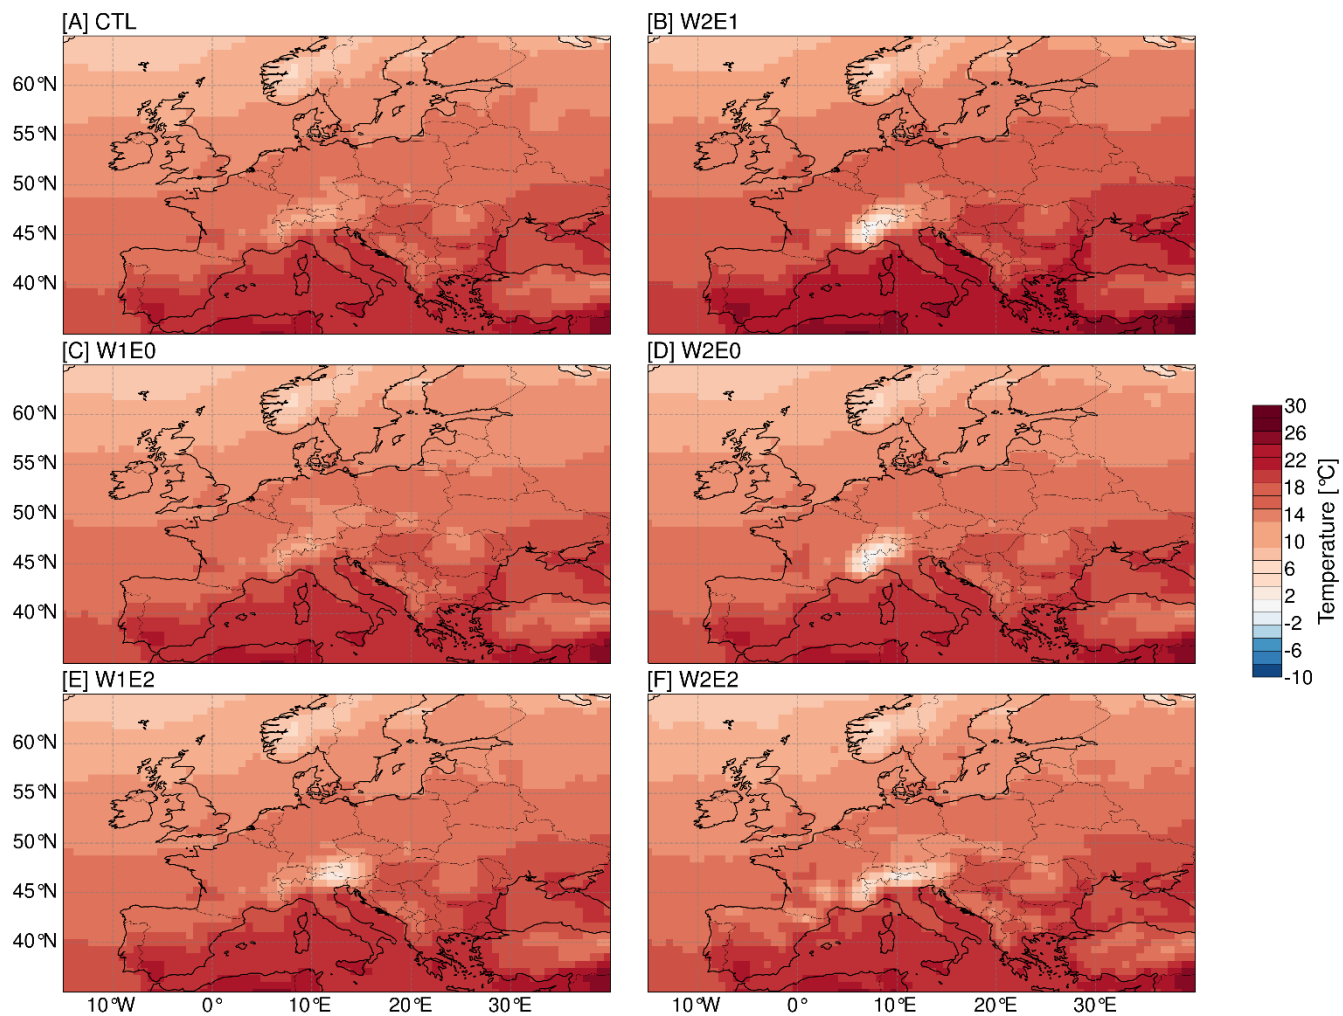 [A] CTL
[B] W2E1
60°N
55°N
50°N
45°N
40°N
[C] W1E0
[D] W2E0
60°N
55°N
50°N
45°N
40°N
30
26
22
18
14
10
6
2
-2
-6
-10
Temperature [°C]
[E] W1E2
[F] W2E2
60°N
55°N
50°N
45°N
40°N
10°W 0° 10°E 20°E 30°E 10°W 0° 10°E 20°E 30°E